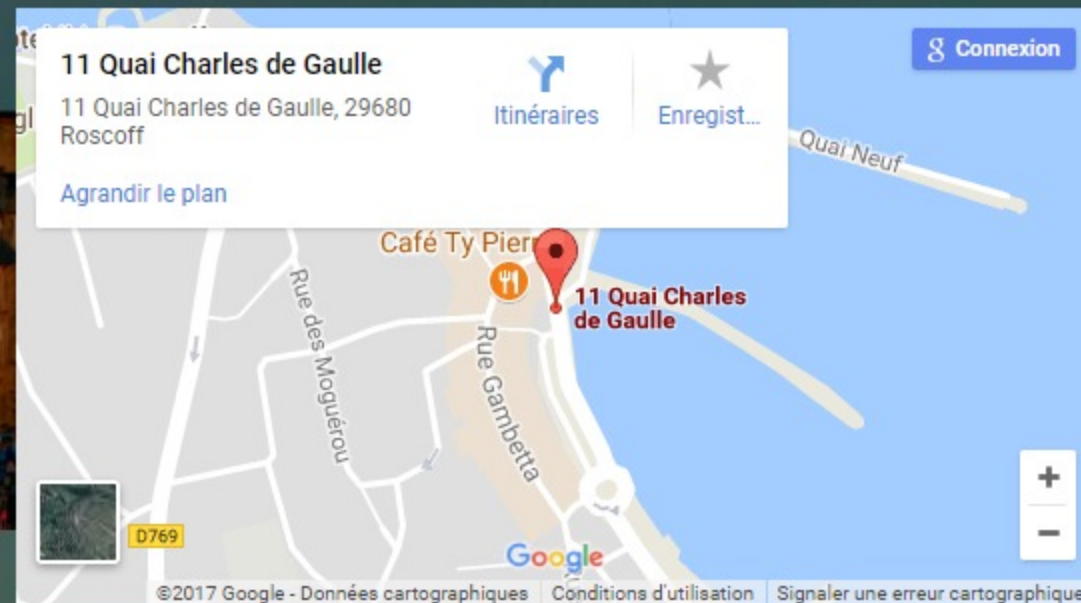 11 Quai Charles de Gaulle
11 Quai Charles de Gaulle, 29680
Roscoff
Itinéraires
Enregist...
Agrandir le plan
g Connexion
Quai Neuf
Café Ty Pierr
11 Quai Charles
de Gaulle
Rue des Moguérou
Rue Gambetta
D769
Google
©2017 Google - Données cartographiques
Conditions d'utilisation
Signaler une erreur cartographique